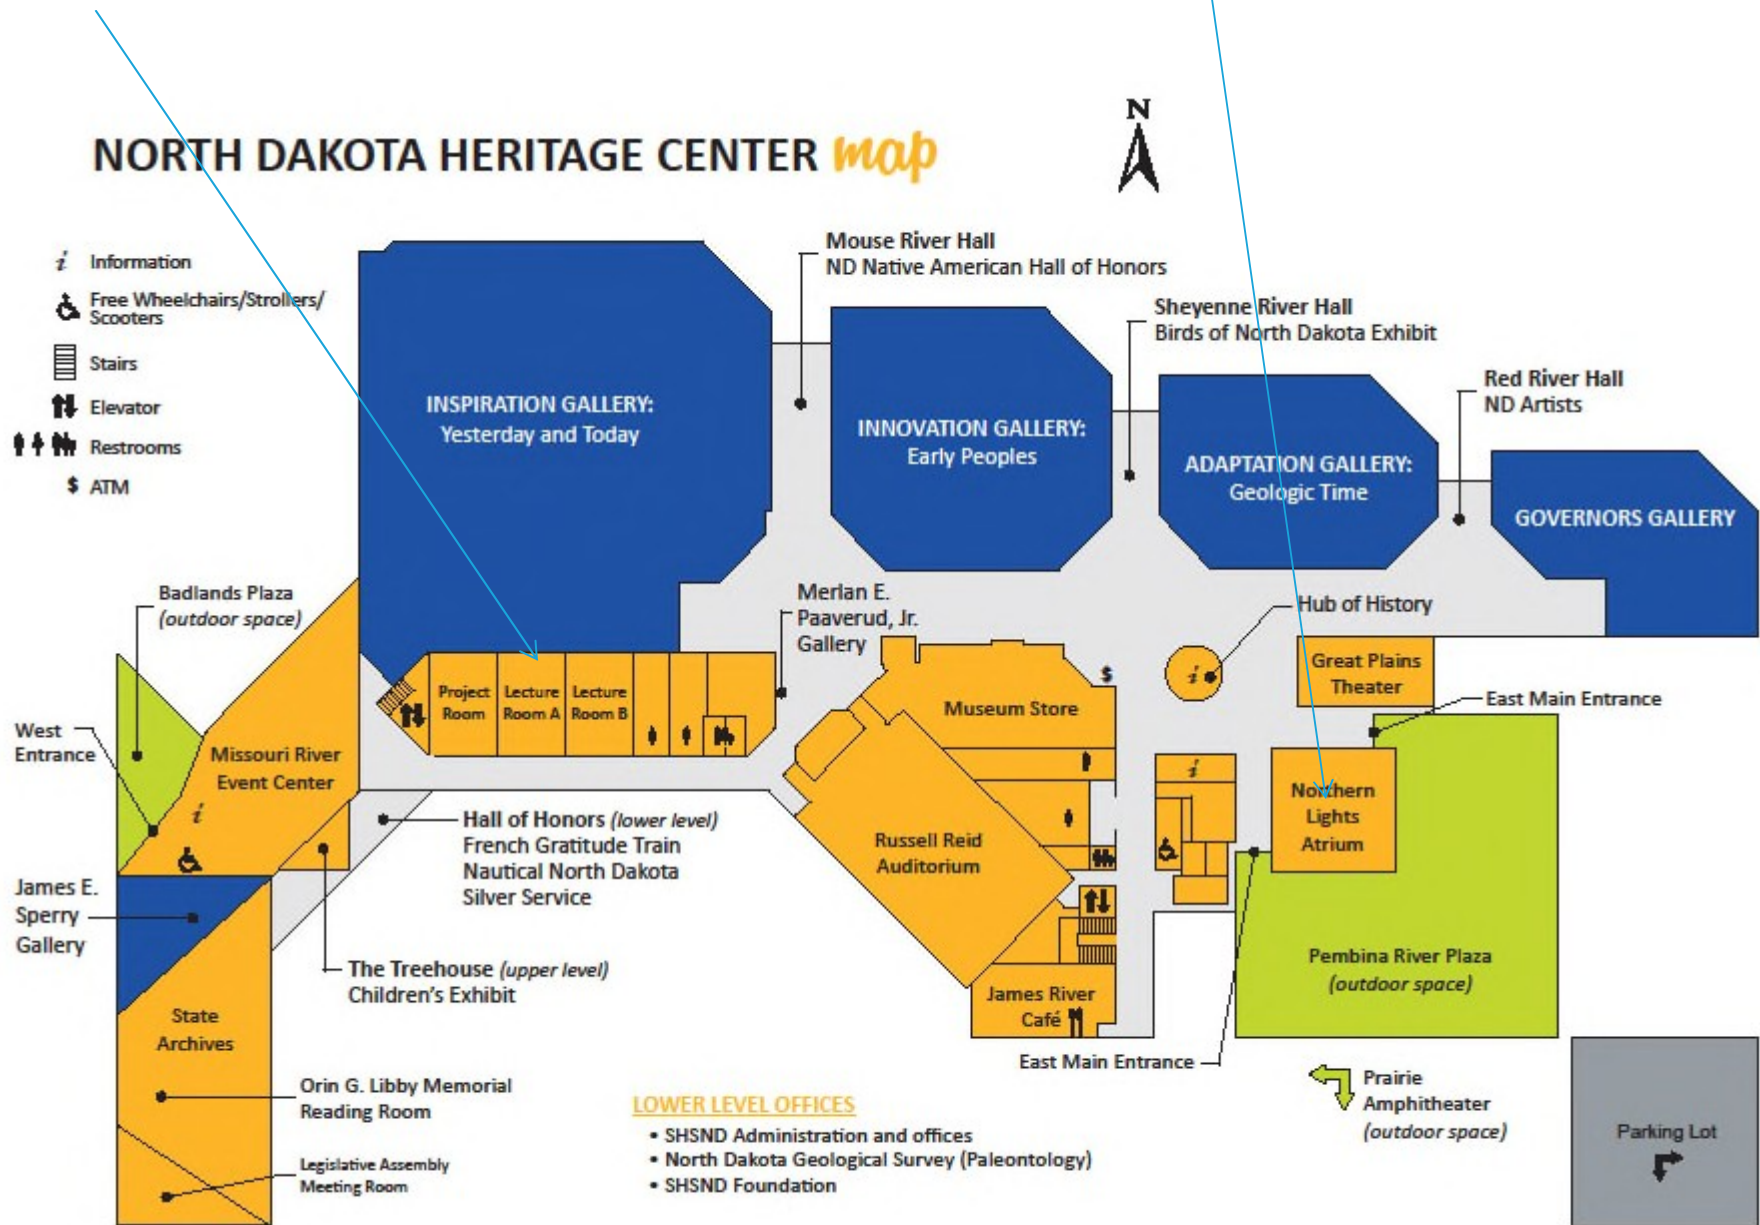 N
NORTH DAKOTA HERITAGE CENTER map
i Information
Free Wheelchairs/Strollers/
Scooters
Stairs
Elevator
Restrooms
$ ATM
Mouse River Hall
ND Native American Hall of Honors
Sheyenne River Hall
Birds of North Dakota Exhibit
Red River Hall
ND Artists
INSPIRATION GALLERY:
Yesterday and Today
INNOVATION GALLERY:
Early Peoples
ADAPTATION GALLERY:
Geologic Time
GOVERNORS GALLERY
Badlands Plaza
(outdoor space)
Merlan E.
Paaverud, Jr.
Gallery
Hub of History
i
Great Plains
Theater
East Main Entrance
Project
Room
Lecture
Room A
Lecture
Room B
$
Museum Store
West
Entrance
Missouri River
Event Center
i
i
Northern
Lights
Atrium
Hall of Honors (lower level)
French Gratitude Train
Nautical North Dakota
Silver Service
Russell Reid
Auditorium
James E.
Sperry
Gallery
The Treehouse (upper level)
Children's Exhibit
Pembina River Plaza
(outdoor space)
James River
Café
State
Archives
East Main Entrance
Orin G. Libby Memorial
Reading Room
Legislative Assembly
Meeting Room
LOWER LEVEL OFFICES
• SHSND Administration and offices
• North Dakota Geological Survey (Paleontology)
• SHSND Foundation
Prairie
Amphitheater
(outdoor space)
Parking Lot